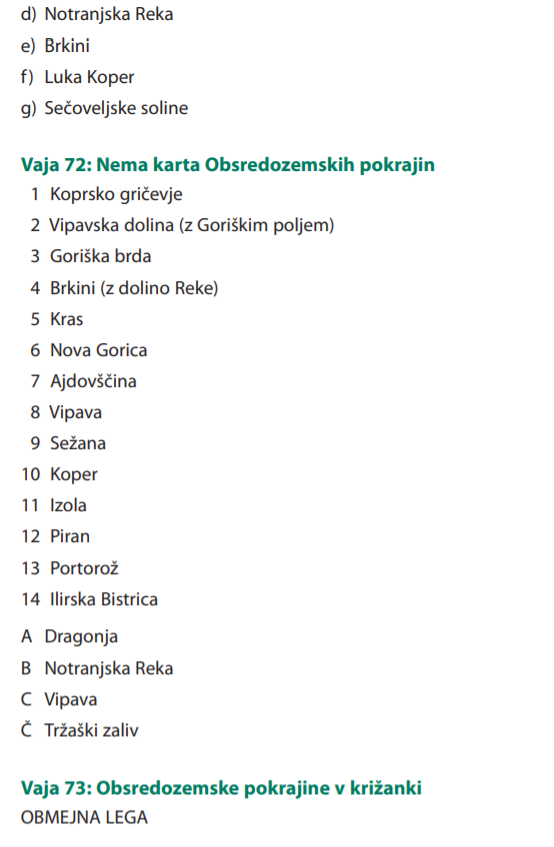 d) Notranjska Reka
e) Brkini
f) Luka Koper
g) Sečoveljske soline
Vaja 72: Nema karta Obsredozemskih pokrajin
1 Koprsko gričevje
2 Vipavska dolina (z Goriškim poljem)
3 Goriška brda
4 Brkini (z dolino Reke)
5 Kras
6 Nova Gorica
7 Ajdovščina
8 Vipava
9 Sežana
10 Koper
11 Izola
12 Piran
13 Portorož
14 Ilirska Bistrica
A Dragonja
B Notranjska Reka
C Vipava
Č Tržaški zaliv
Vaja 73: Obsredozemske pokrajine v križanki
OBMEJNA LEGA